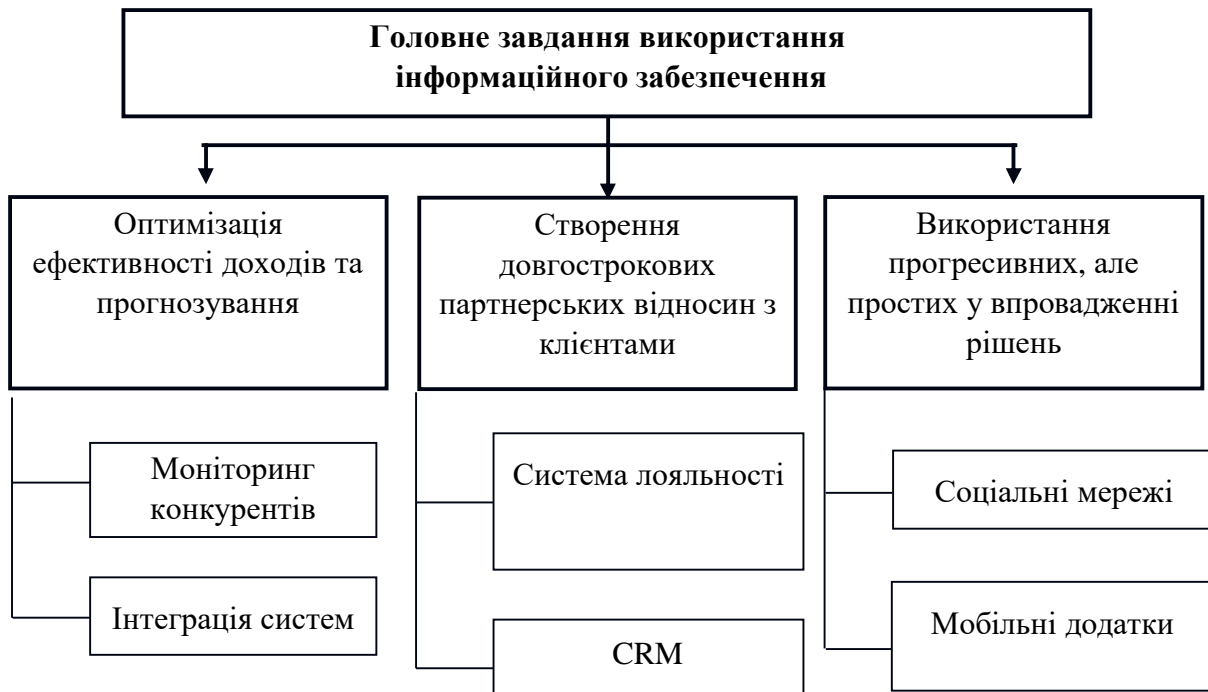 Головне завдання використання
інформаційного забезпечення
Оптимізація
ефективності доходів та
прогнозування
Створення
довгострокових
партнерських відносин з
клієнтами
Використання
прогресивних, але
простих у впровадженні
рішень
Моніторинг
конкурентів
Інтеграція систем
Система лояльності
CRM
Соціальні мережі
Мобільні додатки